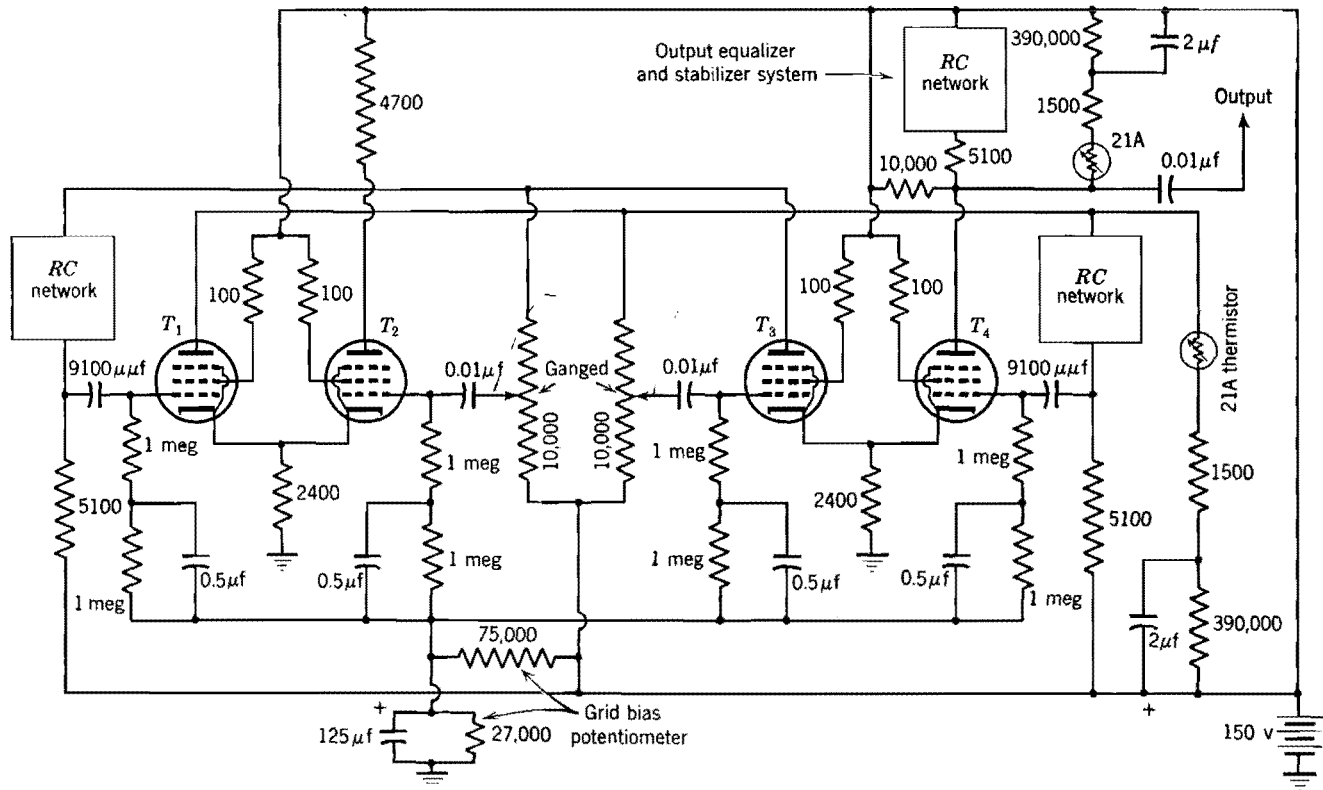 390,000
2 μf
Output equalizer
and stabilizer system
RC
network
4700
1500
Output
21A
5100
10,000
0.01μf
RC
network
RC
network
100
100
100
100
T1
T2
T3
T4
21A thermistor
9100μμf
0.01μf
Ganged
0.01μf
9100μμf
1 meg
1 meg
10,000
10,000
1 meg
1 meg
1500
5100
2400
2400
5100
1 meg
0.5μf
0.5μf
1 meg
1 meg
0.5μf
0.5μf
1 meg
75,000
2μf
390,000
+
Grid bias
potentiometer
125μf
27,000
+
150 v